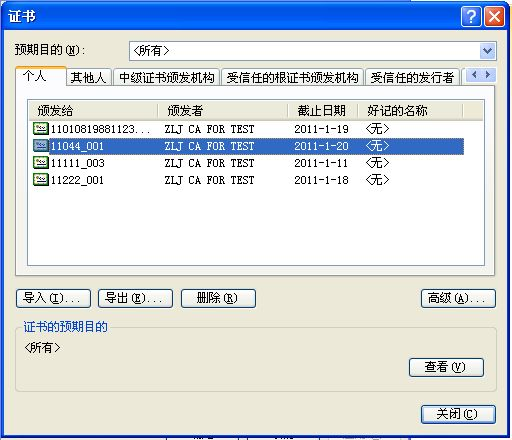 证书
预期目的(N): <所有>
个人 其他人 中级证书颁发机构 受信任的根证书颁发机构 受信任的发行者
颁发给 颁发者 截止日期 好记的名称
11010819881123... ZLJ CA FOR TEST 2011-1-19 <无>
11044_001 ZLJ CA FOR TEST 2011-1-20 <无>
11111_003 ZLJ CA FOR TEST 2011-1-11 <无>
11222_001 ZLJ CA FOR TEST 2011-1-18 <无>
导入(I)... 导出(E)... 删除(R) 高级(A)...
证书的预期目的
<所有>
查看(V)
关闭(C)